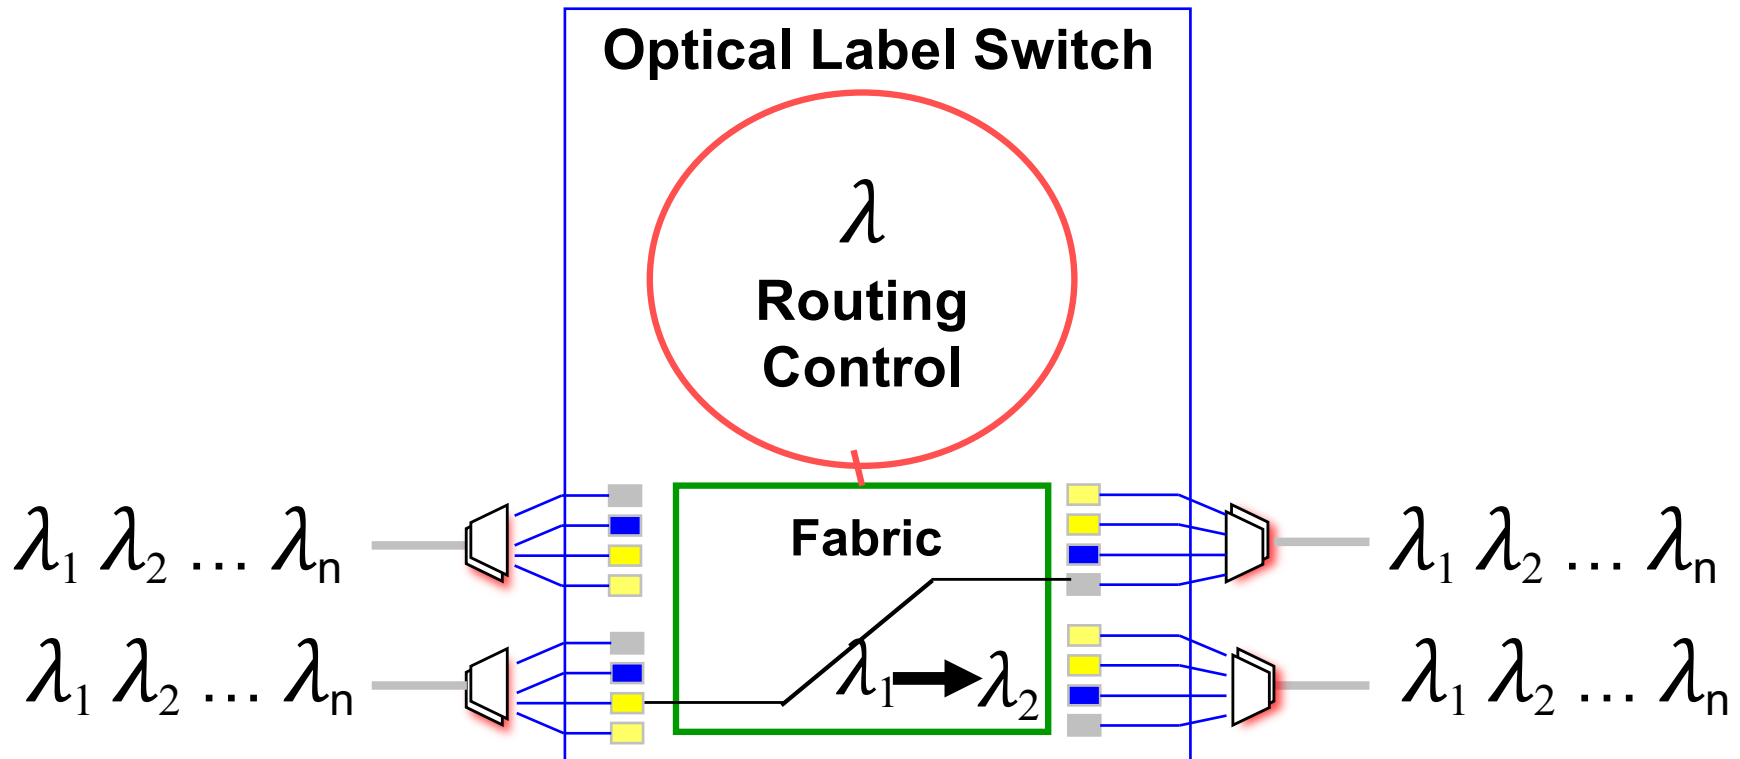 Optical Label Switch
λ
Routing
Control
Fabric
λ₁ λ₂ … λₙ
λ₁ λ₂ … λₙ
λ₁ λ₂ … λₙ
λ₁ λ₂
λ₁ λ₂ … λₙ